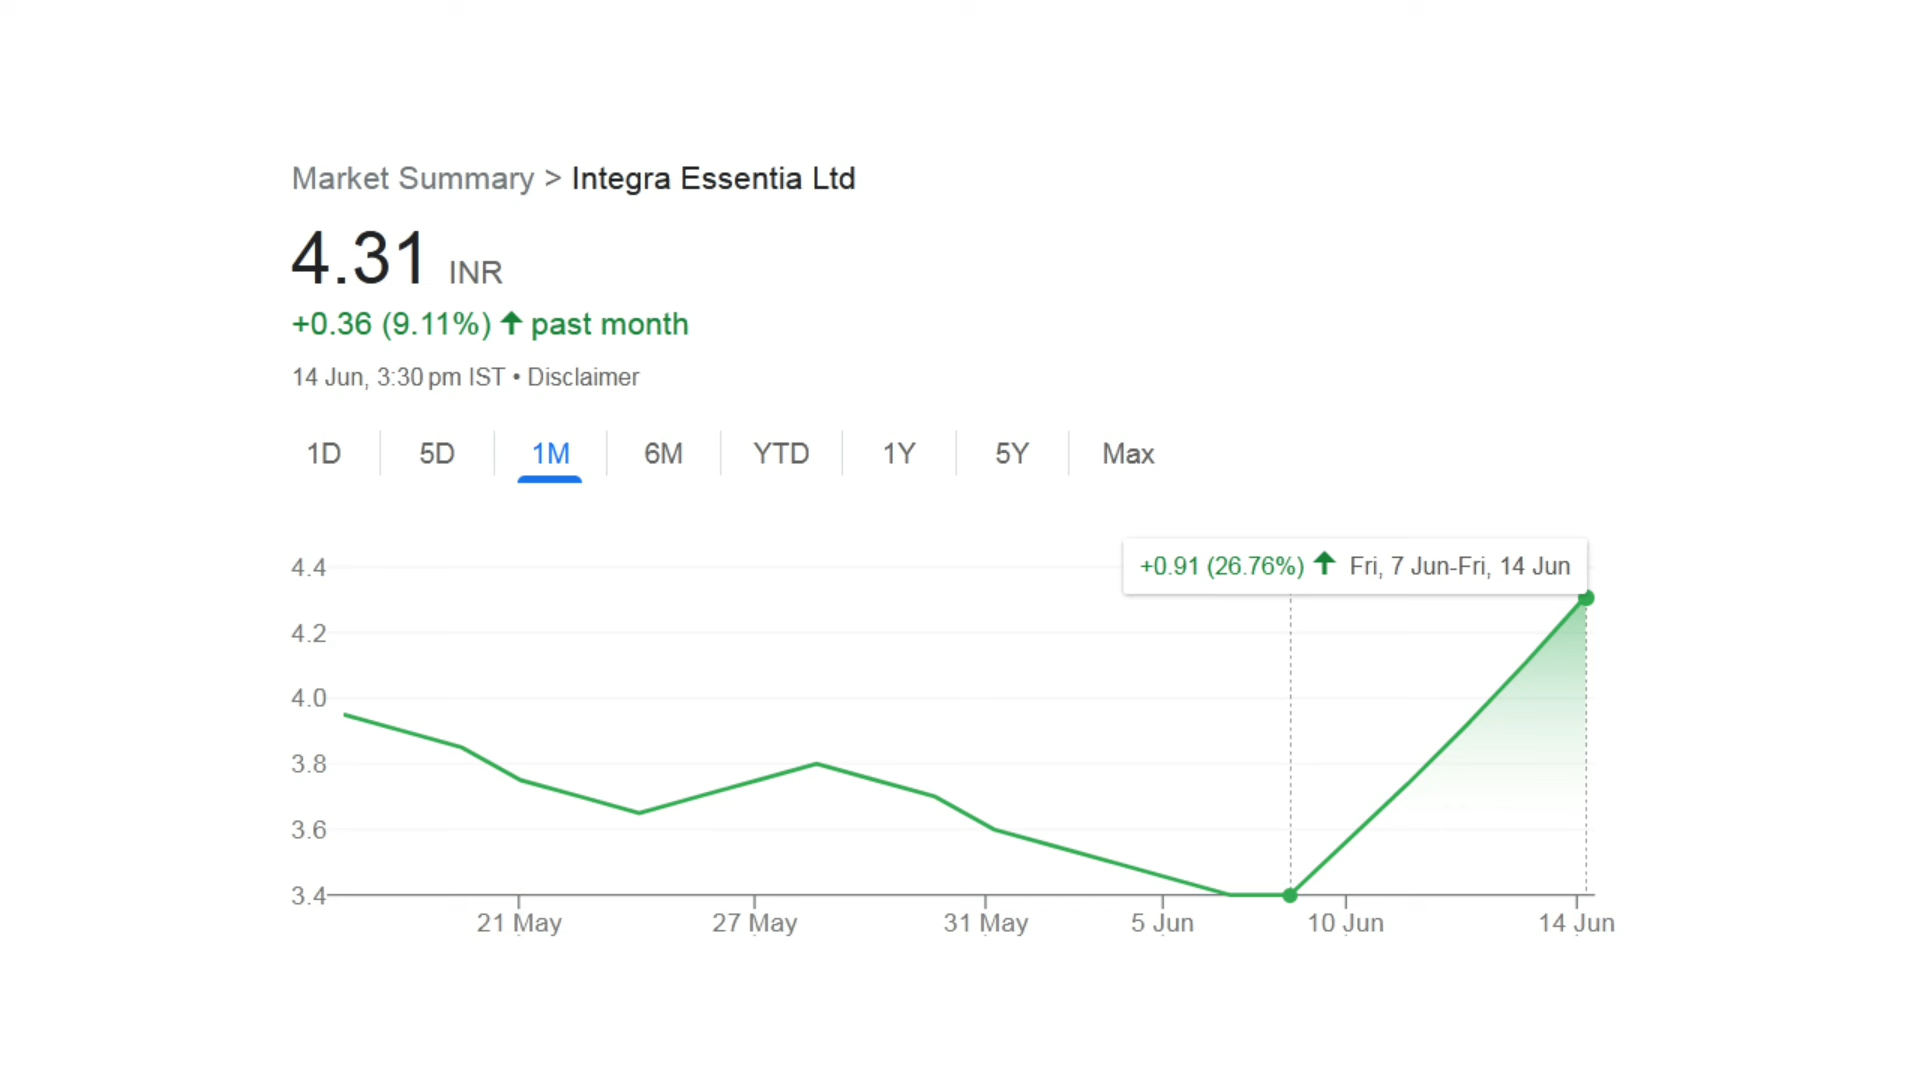 Market Summary > Integra Essentia Ltd
4.31 INR
+0.36 (9.11%) ↑ past month
14 Jun, 3:30 pm IST • Disclaimer
1D 5D 1M 6M YTD 1Y 5Y Max
+0.91 (26.76%) ↑ Fri, 7 Jun-Fri, 14 Jun
4.4
4.2
4.0
3.8
3.6
3.4
21 May 27 May 31 May 5 Jun 10 Jun 14 Jun